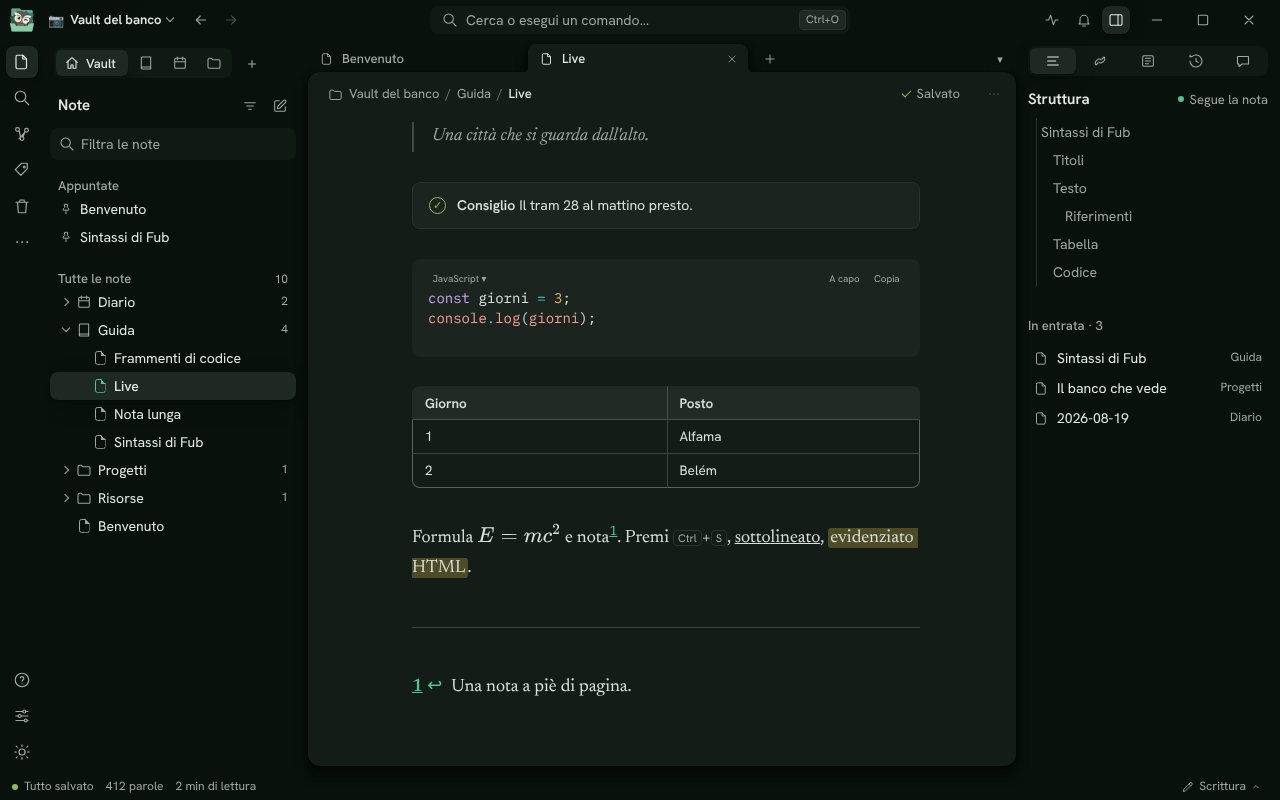 Vault del banco
Cerca o esegui un comando...
Ctrl+O
Vault
Benvenuto
Live
Note
Filtra le note
Appuntate
Benvenuto
Sintassi di Fub
Tutte le note 10
Diario 2
Guida 4
Frammenti di codice
Live
Nota lunga
Sintassi di Fub
Progetti 1
Risorse 1
Benvenuto
Vault del banco / Guida / Live
Salvato
Una città che si guarda dall'alto.
Consiglio Il tram 28 al mattino presto.
JavaScript ▾
A capo Copia
const giorni = 3;
console.log(giorni);
Giorno Posto
1 Alfama
2 Belém
Formula E = mc² e nota¹. Premi Ctrl+S, sottolineato, evidenziato
HTML.
1 ↩ Una nota a piè di pagina.
Struttura
Segue la nota
Sintassi di Fub
Titoli
Testo
Riferimenti
Tabella
Codice
In entrata · 3
Sintassi di Fub Guida
Il banco che vede Progetti
2026-08-19 Diario
Tutto salvato 412 parole 2 min di lettura
Scrittura